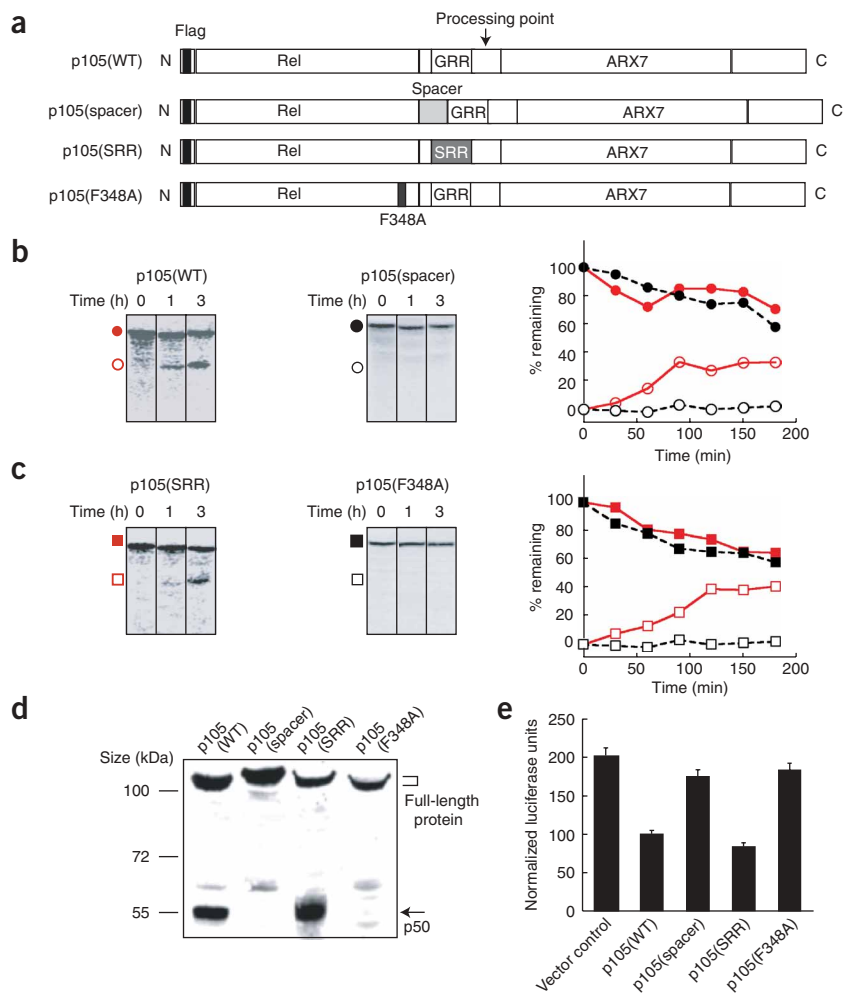 a
Processing point
Flag
p105(WT) N Rel GRR ARX7 C
Spacer
p105(spacer) N Rel GRR ARX7 C
p105(SRR) N Rel SRR ARX7 C
p105(F348A) N Rel GRR ARX7 C
F348A
b
p105(WT)
Time (h) 0 1 3
p105(spacer)
Time (h) 0 1 3
% remaining
100
80
60
40
20
0
0 50 100 150 200
Time (min)
c
p105(SRR)
Time (h) 0 1 3
p105(F348A)
Time (h) 0 1 3
% remaining
100
80
60
40
20
0
0 50 100 150 200
Time (min)
d
p105(WT)
p105(spacer)
p105(SRR)
p105(F348A)
Size (kDa)
100
72
55
Full-length
protein
p50
e
Normalized luciferase units
250
200
150
100
50
0
Vector control
p105(WT)
p105(spacer)
p105(SRR)
p105(F348A)